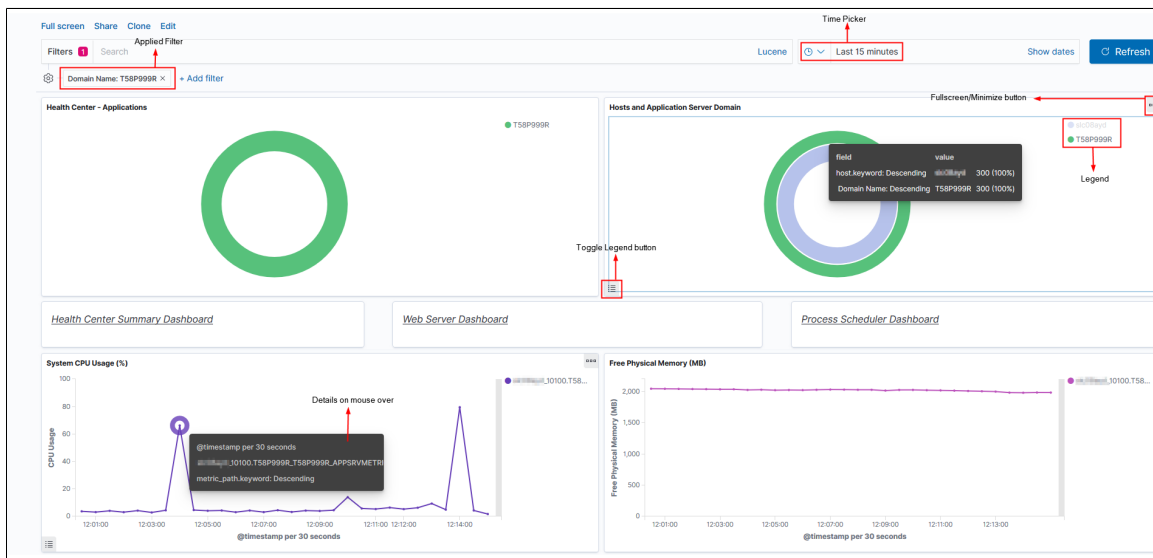 Full screen Share Clone Edit
Time Picker
Filters 1 Search
Applied Filter
Lucene
Last 15 minutes
Show dates
Refresh
Domain Name: T58P999R ×
+ Add filter
Fullscreen/Minimize button
Health Center - Applications
T58P999R
Hosts and Application Server Domain
slc08ayd
T58P999R
Legend
field value
host.keyword: Descending 300 (100%)
Domain Name: Descending T58P999R 300 (100%)
Toggle Legend button
Health Center Summary Dashboard
Web Server Dashboard
Process Scheduler Dashboard
System CPU Usage (%)
_10100.T58...
Details on mouse over
100
80
60
40
20
0
CPU Usage
@timestamp per 30 seconds
_10100.T58P999R_T58P999R_APPSRVMETRI
metric_path.keyword: Descending
12:01:00 12:03:00 12:05:00 12:07:00 12:09:00 12:11:00 12:12:00 12:14:00
@timestamp per 30 seconds
Free Physical Memory (MB)
_10100.T58...
2,000
1,500
1,000
500
0
Free Physical Memory (MB)
12:01:00 12:03:00 12:05:00 12:07:00 12:09:00 12:11:00 12:13:00
@timestamp per 30 seconds